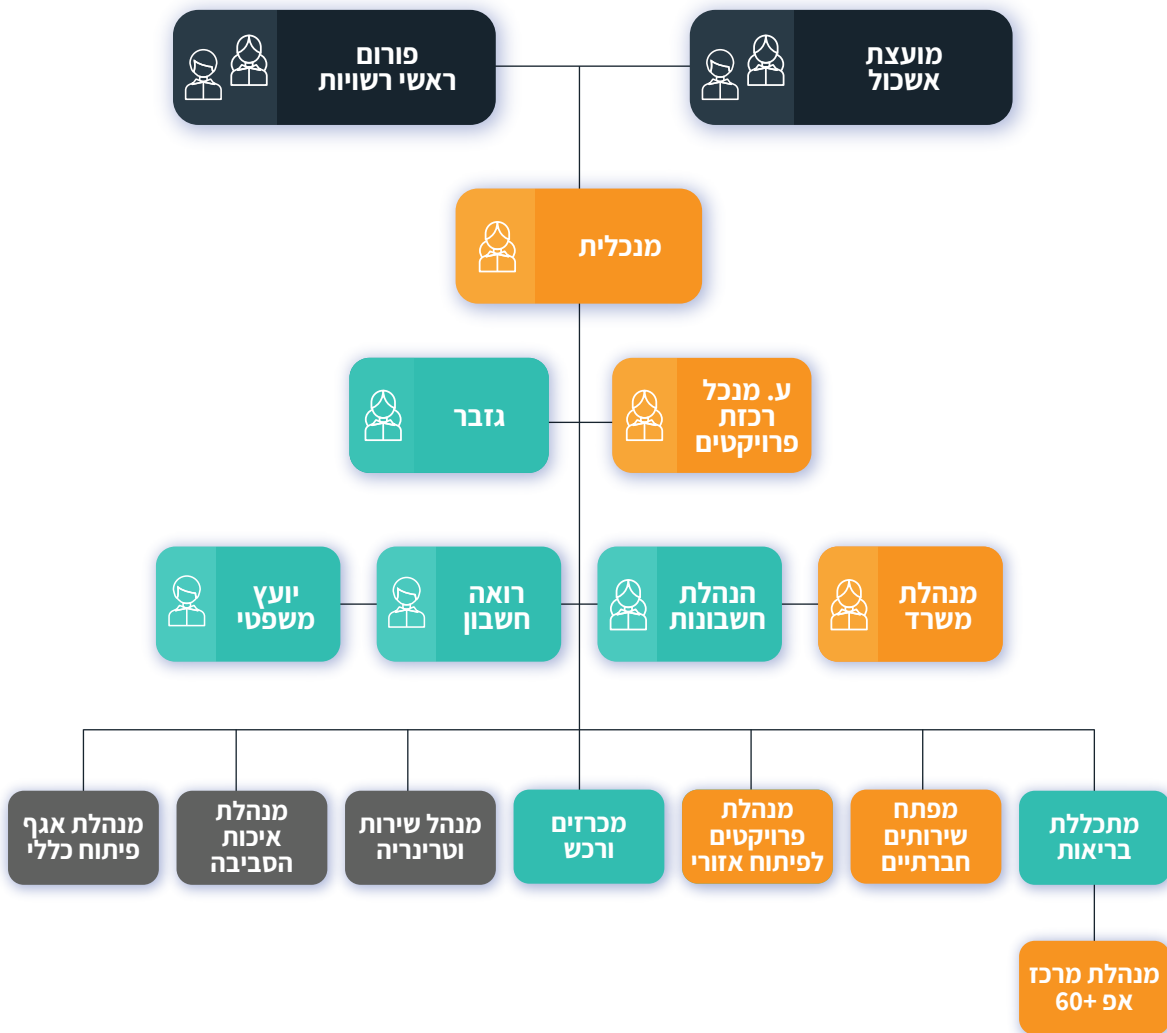 מועצת
אשכול
פורום
ראשי רשויות
מנכלית
ע. מנכל
רכזת
פרויקטים
גזבר
מנהלת
משרד
הנהלת
חשבונות
רואה
חשבון
יועץ
משפטי
מתכללת
בריאות
מפתח
שירותים
חברתיים
מנהלת
פרויקטים
לפיתוח אזורי
מכרזים
ורכש
מנהל שירות
וטרינריה
מנהלת
איכות
הסביבה
מנהלת אגף
פיתוח כללי
מנהלת מרכז
אפ +60